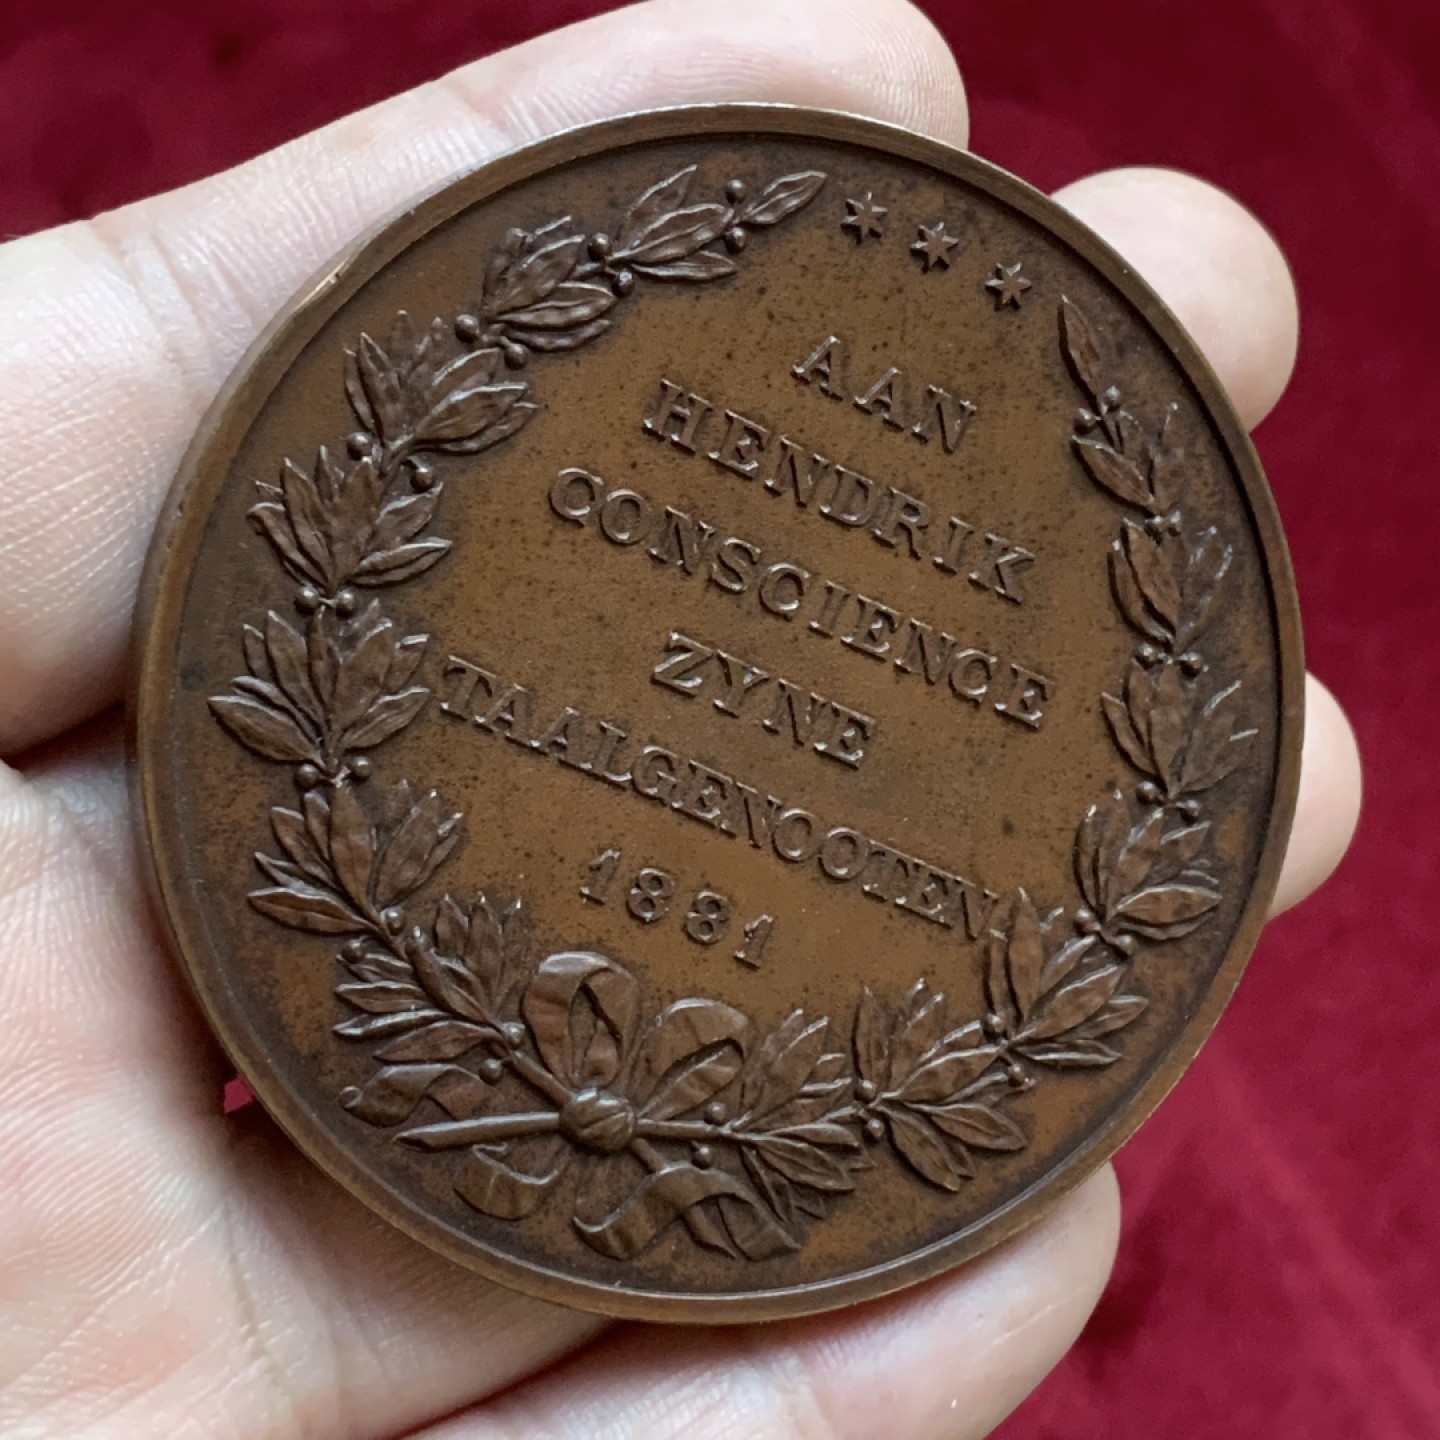 AAN
HENDRIK
CONSCIENCE
ZYNE
TAALGENOOTEN.
1881